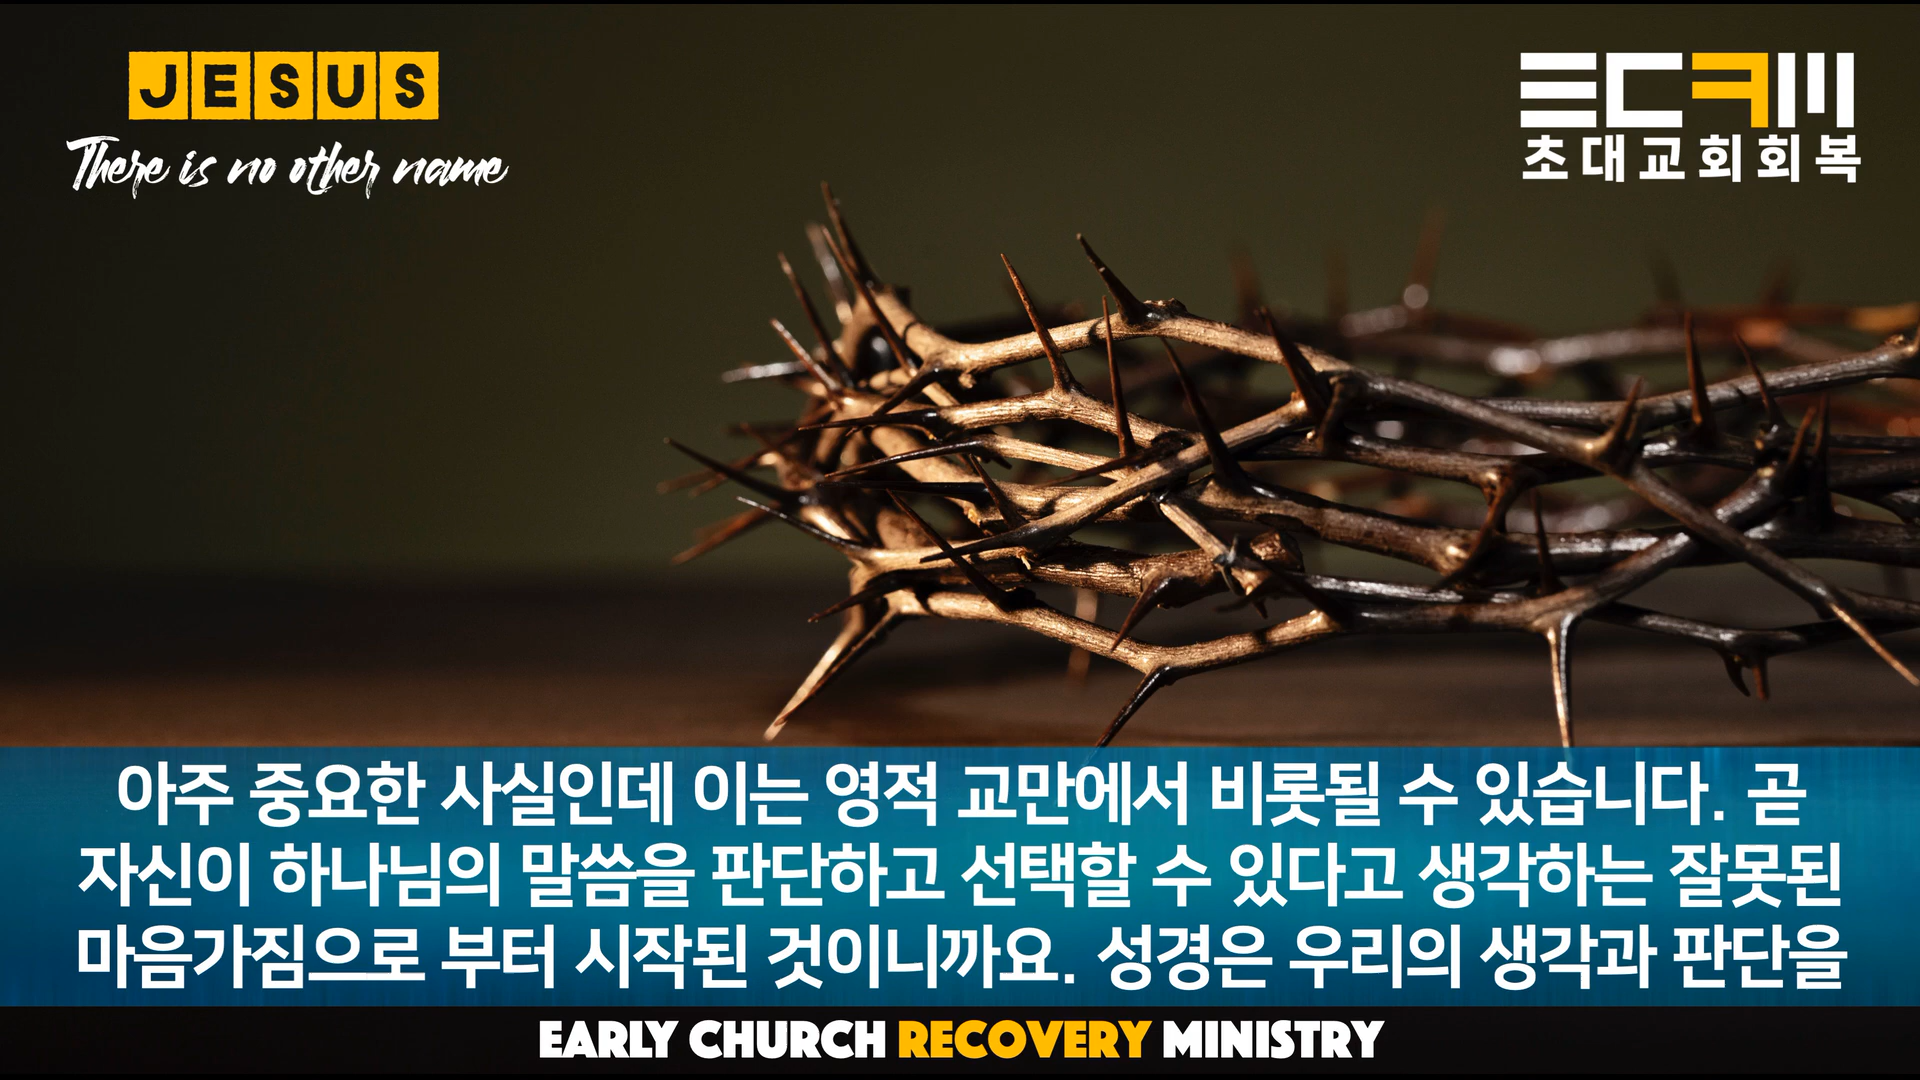 JESUS
There is no other name
초대교회회복
아주 중요한 사실인데 이는 영적 교만에서 비롯될 수 있습니다. 곧
자신이 하나님의 말씀을 판단하고 선택할 수 있다고 생각하는 잘못된
마음가짐으로 부터 시작된 것이니까요. 성경은 우리의 생각과 판단을
EARLY CHURCH RECOVERY MINISTRY